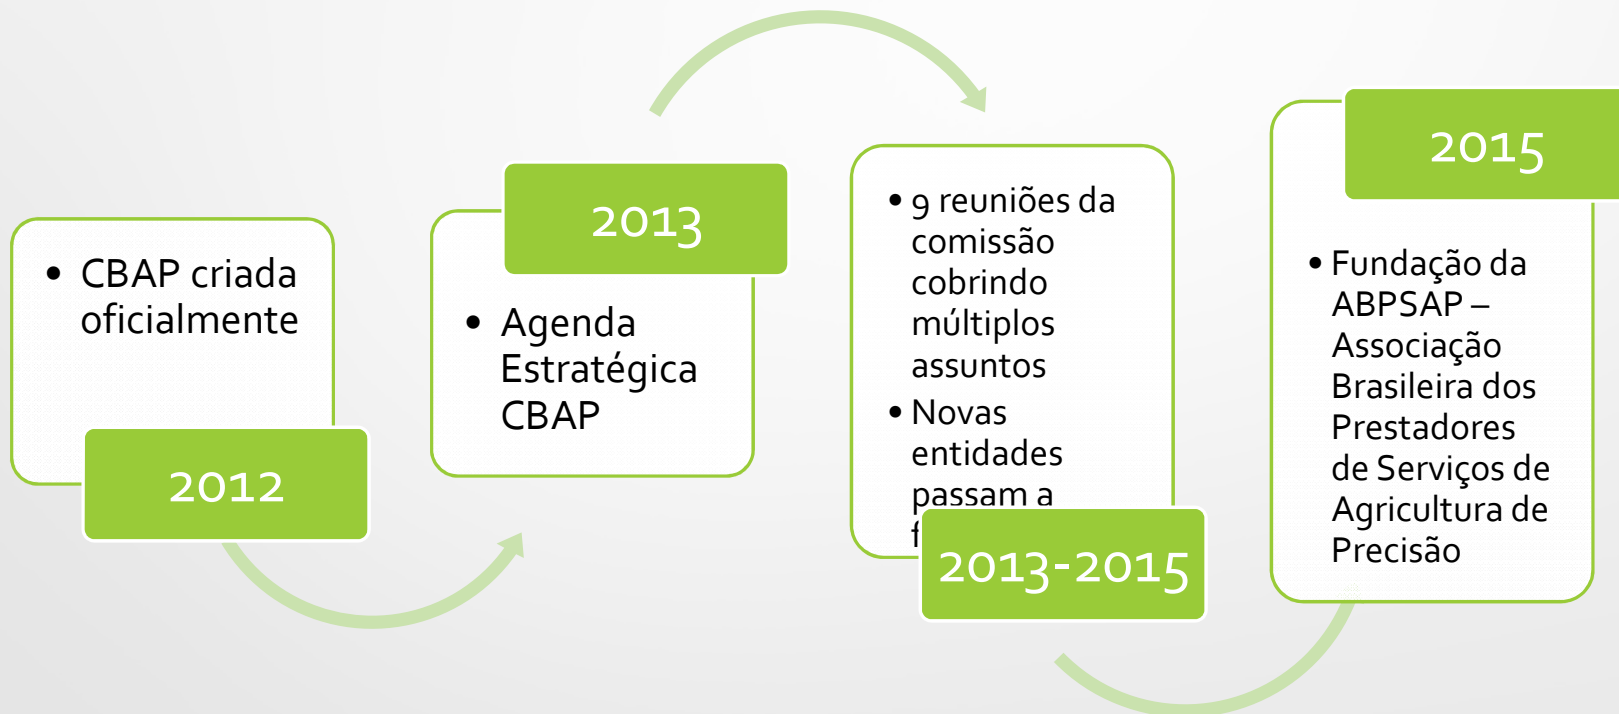 • CBAP criada
oficialmente
2012
2013
• Agenda
Estratégica
CBAP
• 9 reuniões da
comissão
cobrindo
múltiplos
assuntos
• Novas
entidades
passam a
2013-2015
2015
• Fundação da
ABPSAP –
Associação
Brasileira dos
Prestadores
de Serviços de
Agricultura de
Precisão